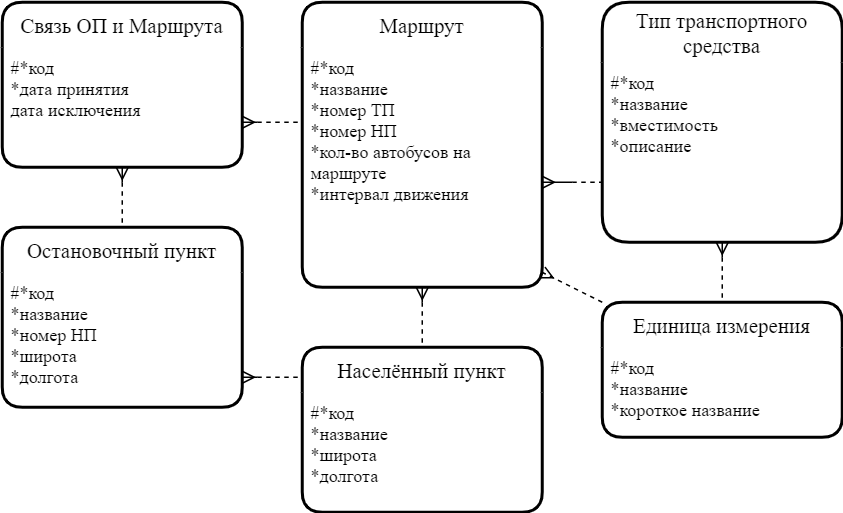 Связь ОП и Маршрута
#*код
*дата принятия
дата исключения
Маршрут
#*код
*название
*номер ТП
*номер НП
*кол-во автобусов на
маршруте
*интервал движения
Тип транспортного
средства
#*код
*название
*вместимость
*описание
Остановочный пункт
#*код
*название
*номер НП
*широта
*долгота
Населённый пункт
#*код
*название
*широта
*долгота
Единица измерения
#*код
*название
*короткое название